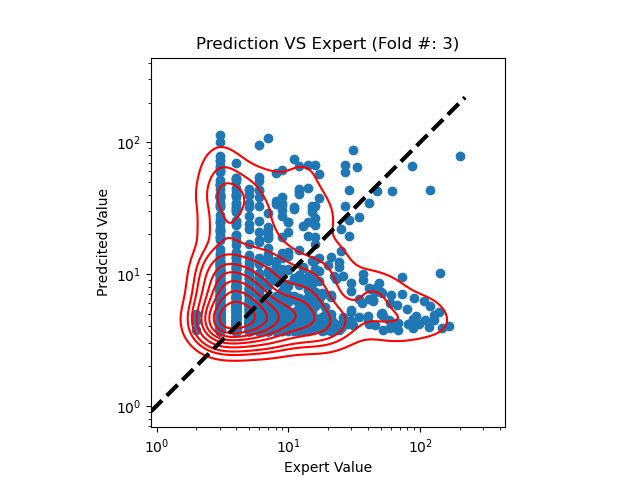 Prediction VS Expert (Fold #: 3)
Predcited Value
10²
10¹
10⁰
10⁰ 10¹ 10²
Expert Value